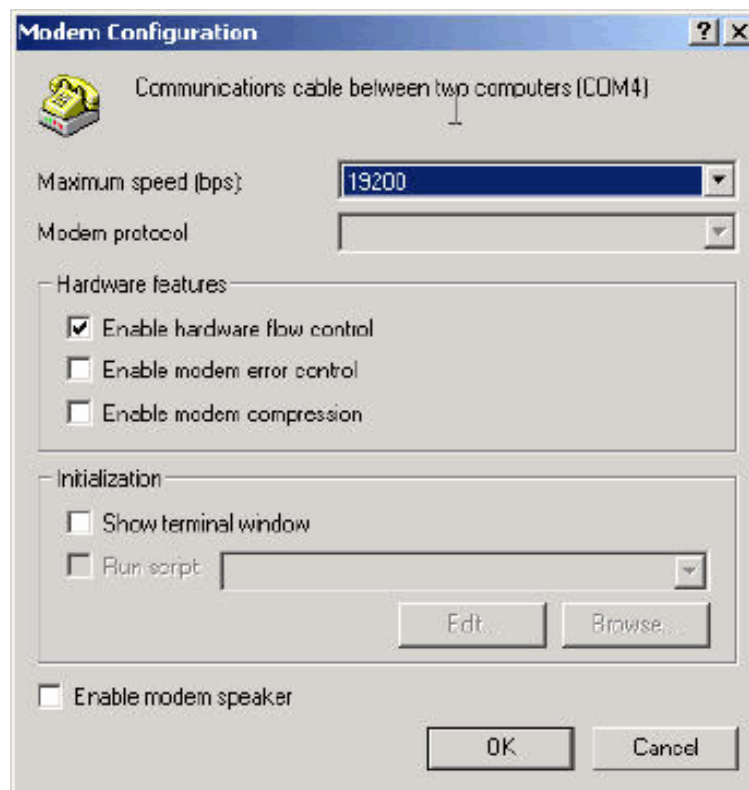 Modem Configuration
Communications cable between two computers (COM4)
Maximum speed (bps):
19200
Modem protocol
Hardware features
Enable hardware flow control
Enable modem error control
Enable modem compression
Initialization
Show terminal window
Run script
Edit...
Browse...
Enable modem speaker
OK
Cancel